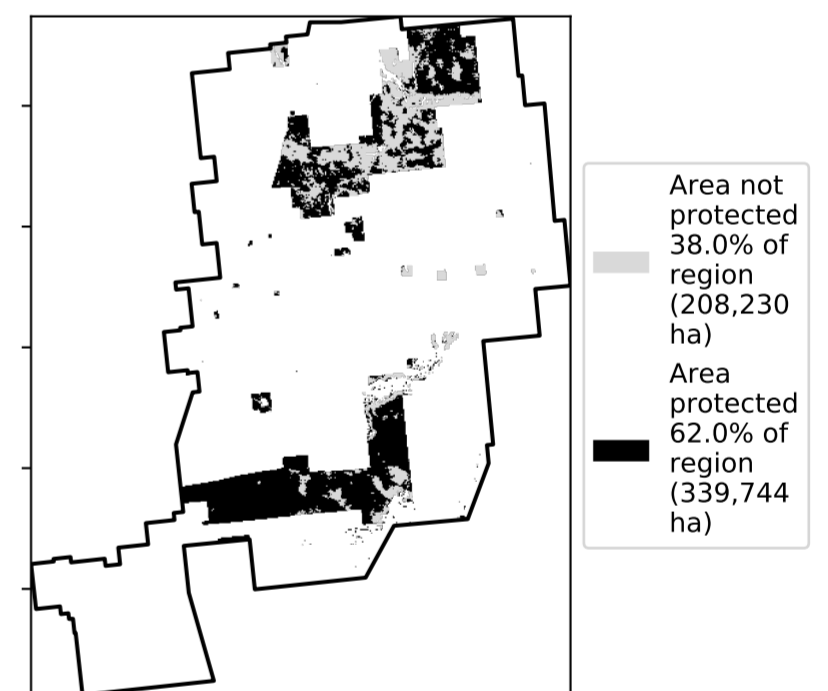 Area not
protected
38.0% of
region
(208,230
ha)
Area
protected
62.0% of
region
(339,744
ha)